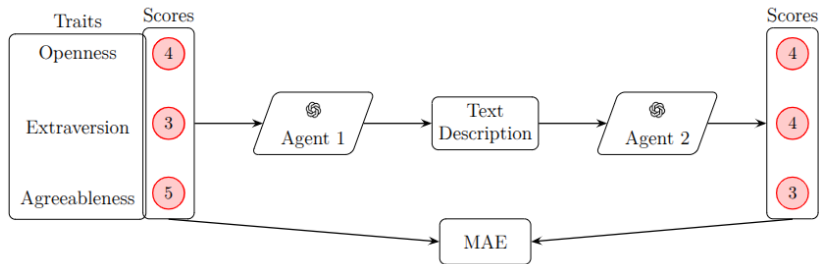 Traits
Scores
Scores
Openness
4
4
Extraversion
3
Agent 1
Text
Description
Agent 2
4
Agreeableness
5
3
MAE